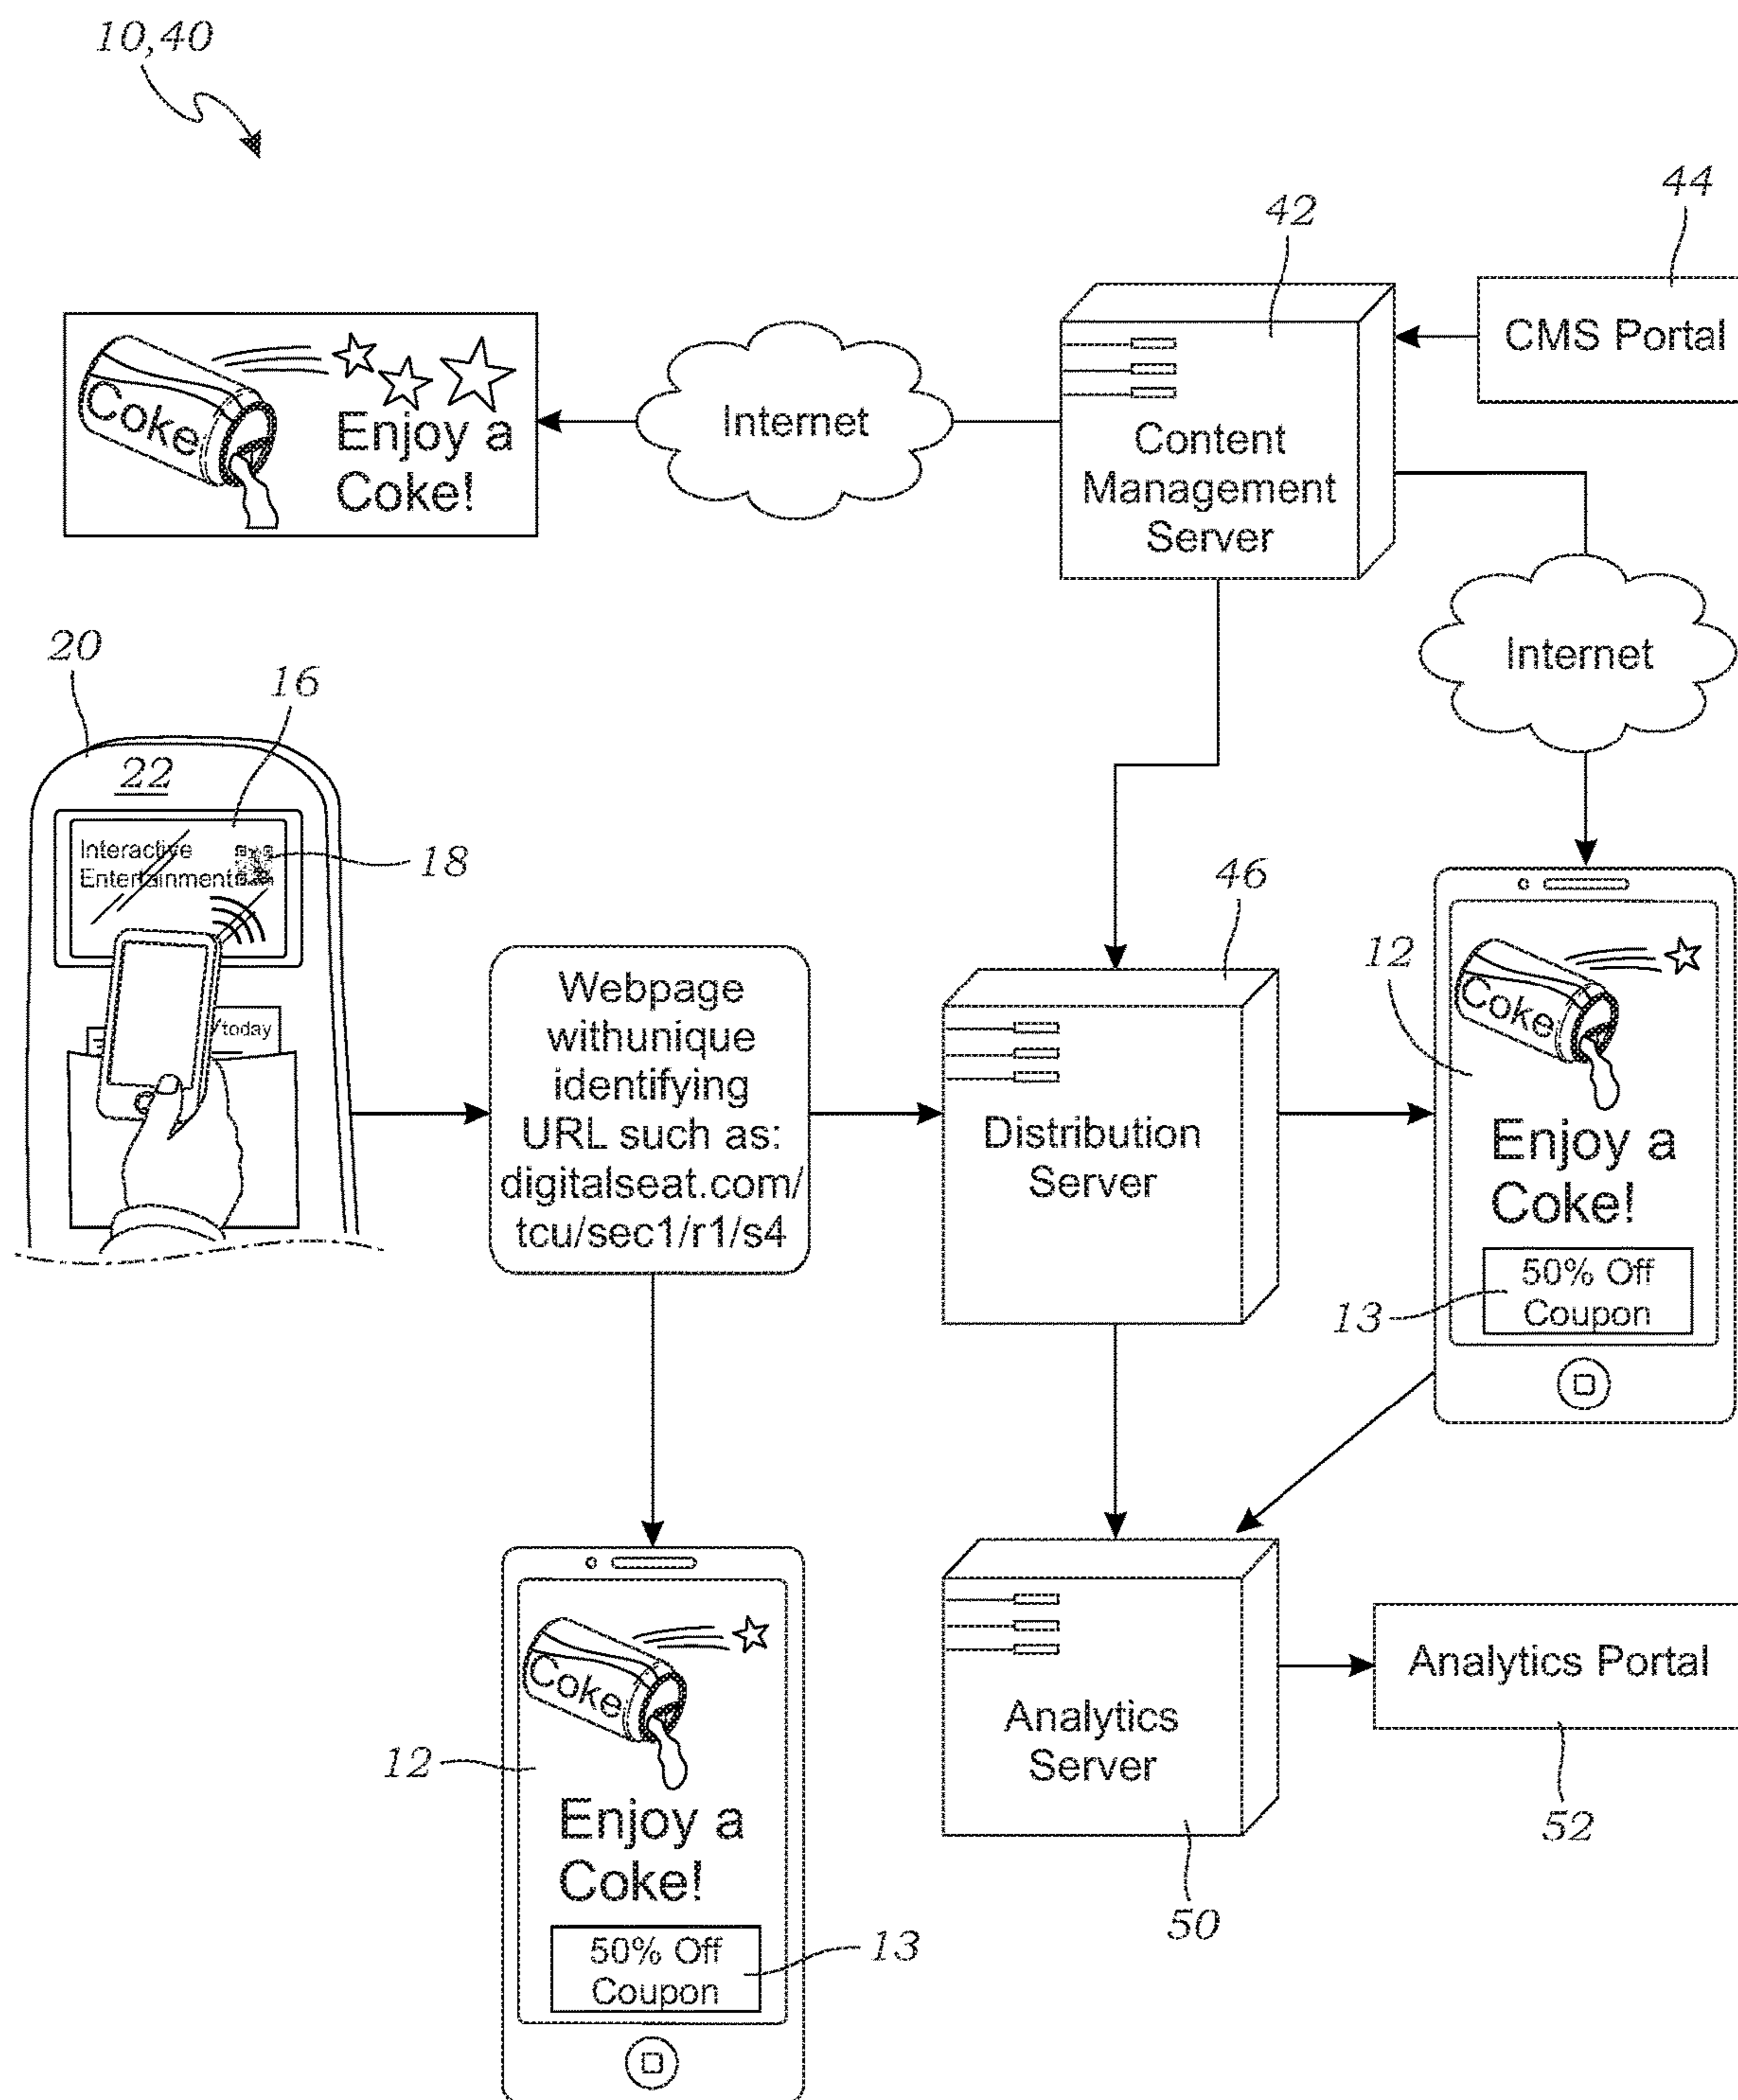 10,40
44
42
CMS Portal
Coke
Enjoy a
Coke!
Internet
Content
Management
Server
Internet
20
16
22
Interactive
Entertainment
18
today
46
Webpage
withunique
identifying
URL such as:
digitalseat.com/
tcu/sec1/r1/s4
Distribution
Server
12
Coke
Enjoy a
Coke!
50% Off
Coupon
13
Coke
12
Enjoy a
Coke!
50% Off
Coupon
13
Analytics
Server
50
Analytics Portal
52